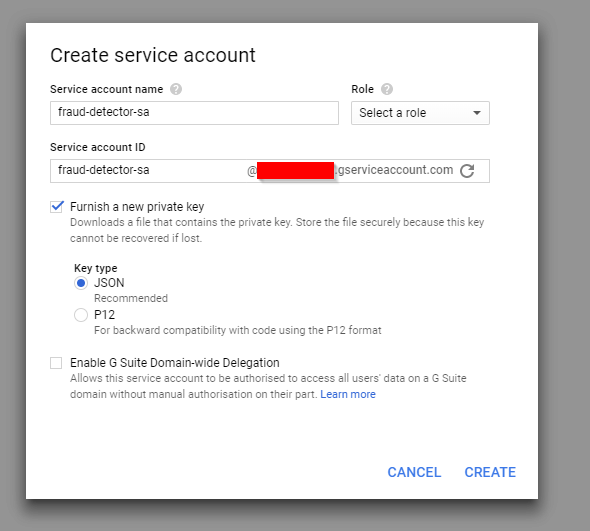 Create service account
Service account name ? Role ?
fraud-detector-sa Select a role
Service account ID
fraud-detector-sa @ .gserviceaccount.com
Furnish a new private key
Downloads a file that contains the private key. Store the file securely because this key
cannot be recovered if lost.
Key type
JSON
Recommended
P12
For backward compatibility with code using the P12 format
Enable G Suite Domain-wide Delegation
Allows this service account to be authorised to access all users' data on a G Suite
domain without manual authorisation on their part. Learn more
CANCEL CREATE